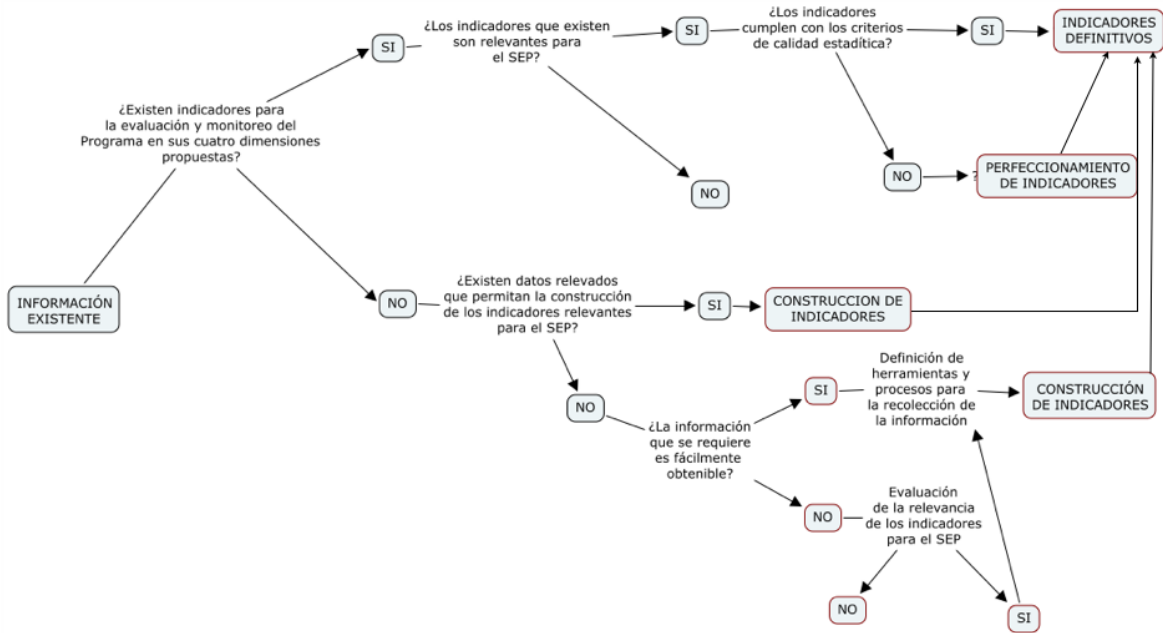 ¿Los indicadores que existen
son relevantes para
el SEP?
SI
¿Los indicadores
cumplen con los criterios
de calidad estadística?
SI
SI
INDICADORES
DEFINITIVOS
¿Existen indicadores para
la evaluación y monitoreo del
Programa en sus cuatro dimensiones
propuestas?
NO
NO
?
PERFECCIONAMIENTO
DE INDICADORES
INFORMACIÓN
EXISTENTE
NO
¿Existen datos relevados
que permitan la construcción
de los indicadores relevantes
para el SEP?
SI
CONSTRUCCION DE
INDICADORES
NO
¿La información
que se requiere
es fácilmente
obtenible?
SI
Definición de
herramientas y
procesos para
la recolección de
la información
CONSTRUCCIÓN
DE INDICADORES
NO
Evaluación
de la relevancia
de los indicadores
para el SEP
NO
SI